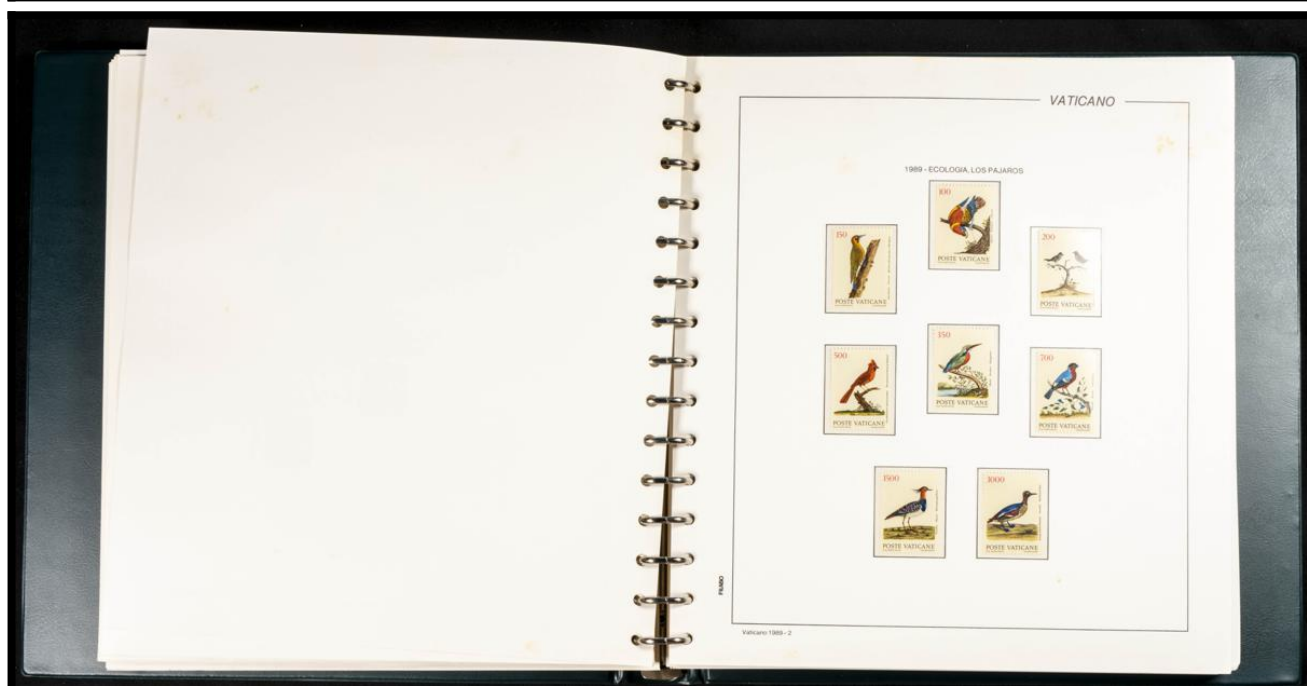 VATICANO
1989 - ECOLOGIA, LOS PAJAROS
100
POSTE VATICANE
150
POSTE VATICANE
200
POSTE VATICANE
500
POSTE VATICANE
150
POSTE VATICANE
700
POSTE VATICANE
1500
POSTE VATICANE
3000
POSTE VATICANE
FILABO
Vaticano 1989 - 2